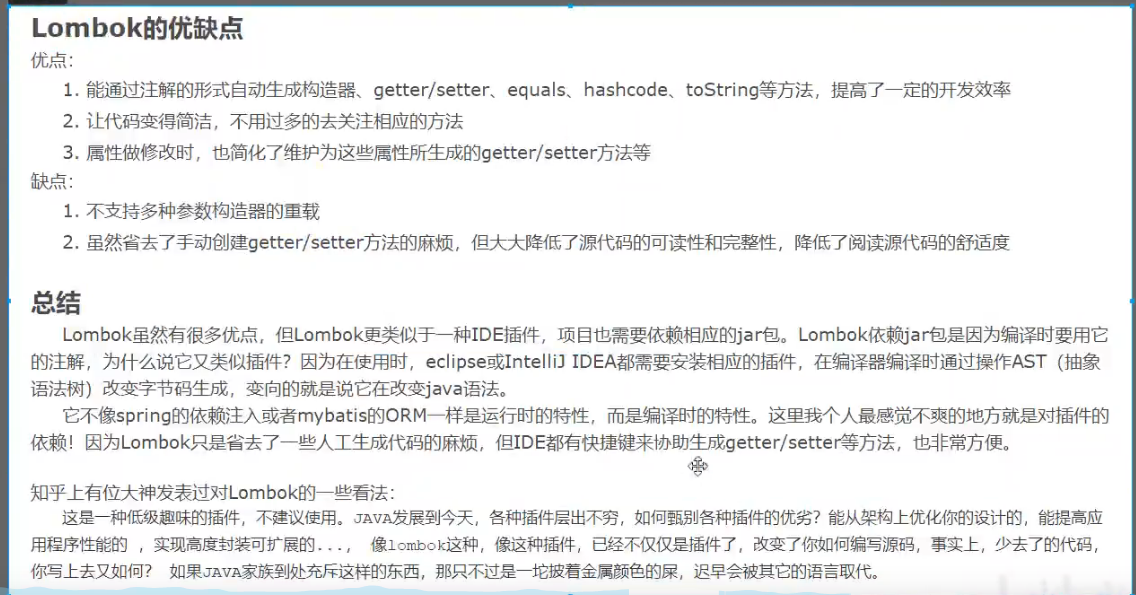 Lombok的优缺点
优点：
1. 能通过注解的形式自动生成构造器、getter/setter、equals、hashcode、toString等方法，提高了一定的开发效率
2. 让代码变得简洁，不用过多的去关注相应的方法
3. 属性做修改时，也简化了维护为这些属性所生成的getter/setter方法等
缺点：
1. 不支持多种参数构造器的重载
2. 虽然省去了手动创建getter/setter方法的麻烦，但大大降低了源代码的可读性和完整性，降低了阅读源代码的舒适度
总结
Lombok虽然有很多优点，但Lombok更类似于一种IDE插件，项目也需要依赖相应的jar包。Lombok依赖jar包是因为编译时要用它
的注解，为什么说它又类似插件？因为在使用时，eclipse或IntelliJ IDEA都需要安装相应的插件，在编译器编译时通过操作AST（抽象
语法树）改变字节码生成，变向的就是说它在改变java语法。
它不像spring的依赖注入或者mybatis的ORM一样是运行时的特性，而是编译时的特性。这里我个人最感觉不爽的地方就是对插件的
依赖！因为Lombok只是省去了一些人工生成代码的麻烦，但IDE都有快捷键来协助生成getter/setter等方法，也非常方便。
知乎上有位大神发表过对Lombok的一些看法：
这是一种低级趣味的插件，不建议使用。JAVA发展到今天，各种插件层出不穷，如何甄别各种插件的优劣？能从架构上优化你的设计的，能提高应
用程序性能的 ，实现高度封装可扩展的...， 像lombok这种，像这种插件，已经不仅仅是插件了，改变了你如何编写源码，事实上，少去了的代码，
你写上去又如何？ 如果JAVA家族到处充斥这样的东西，那只不过是一坨披着金属颜色的屎，迟早会被其它的语言取代。